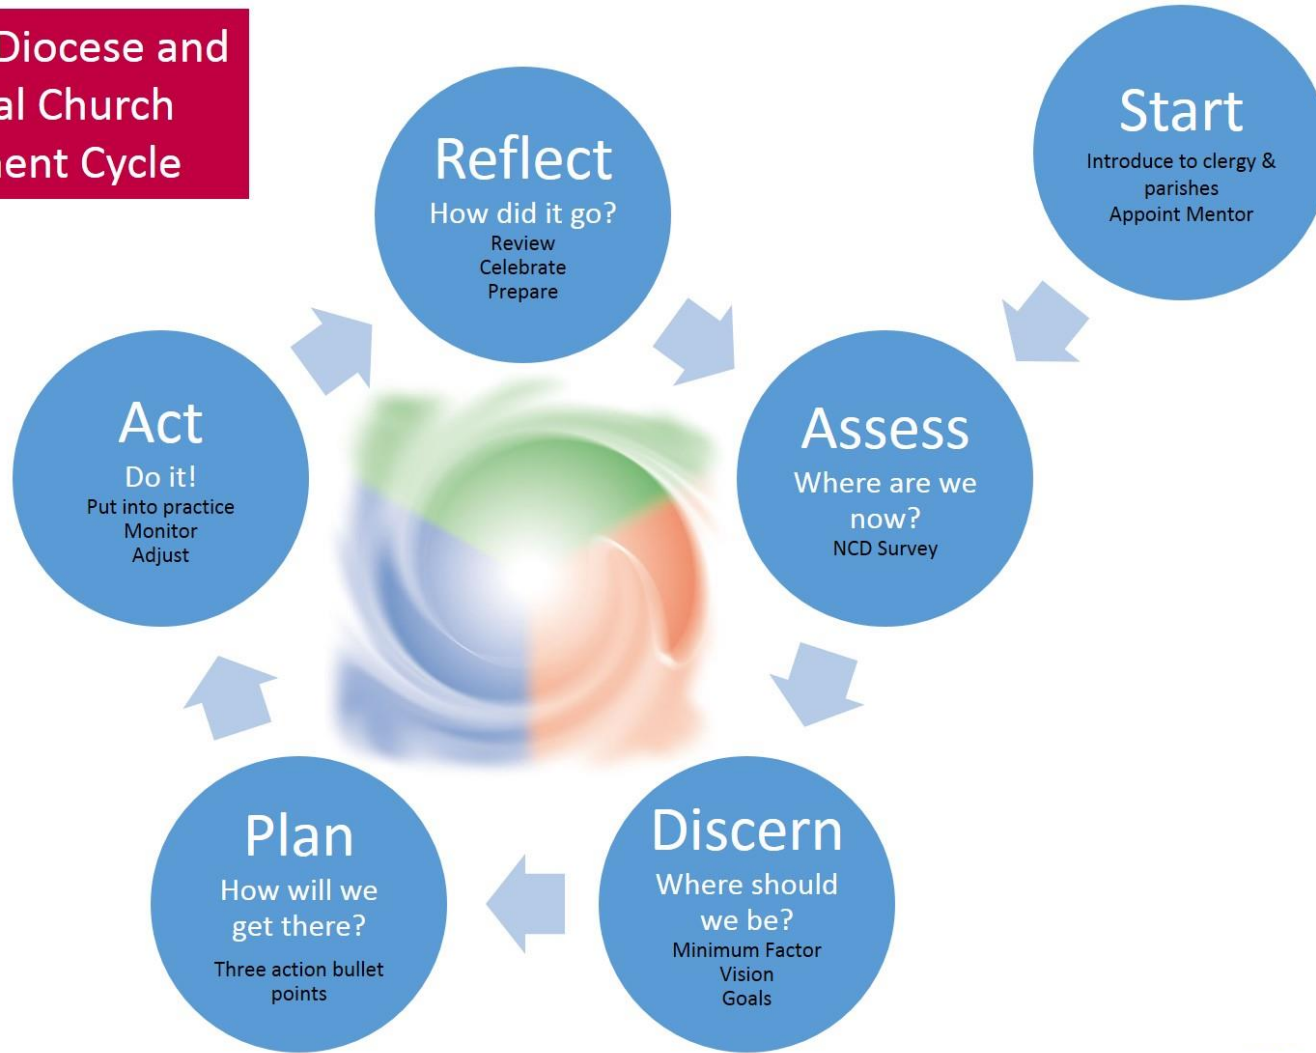 Diocese and
al Church
ent Cycle
Start
Introduce to clergy &
parishes
Appoint Mentor
Reflect
How did it go?
Review
Celebrate
Prepare
Assess
Where are we
now?
NCD Survey
Discern
Where should
we be?
Minimum Factor
Vision
Goals
Plan
How will we
get there?
Three action bullet
points
Act
Do it!
Put into practice
Monitor
Adjust